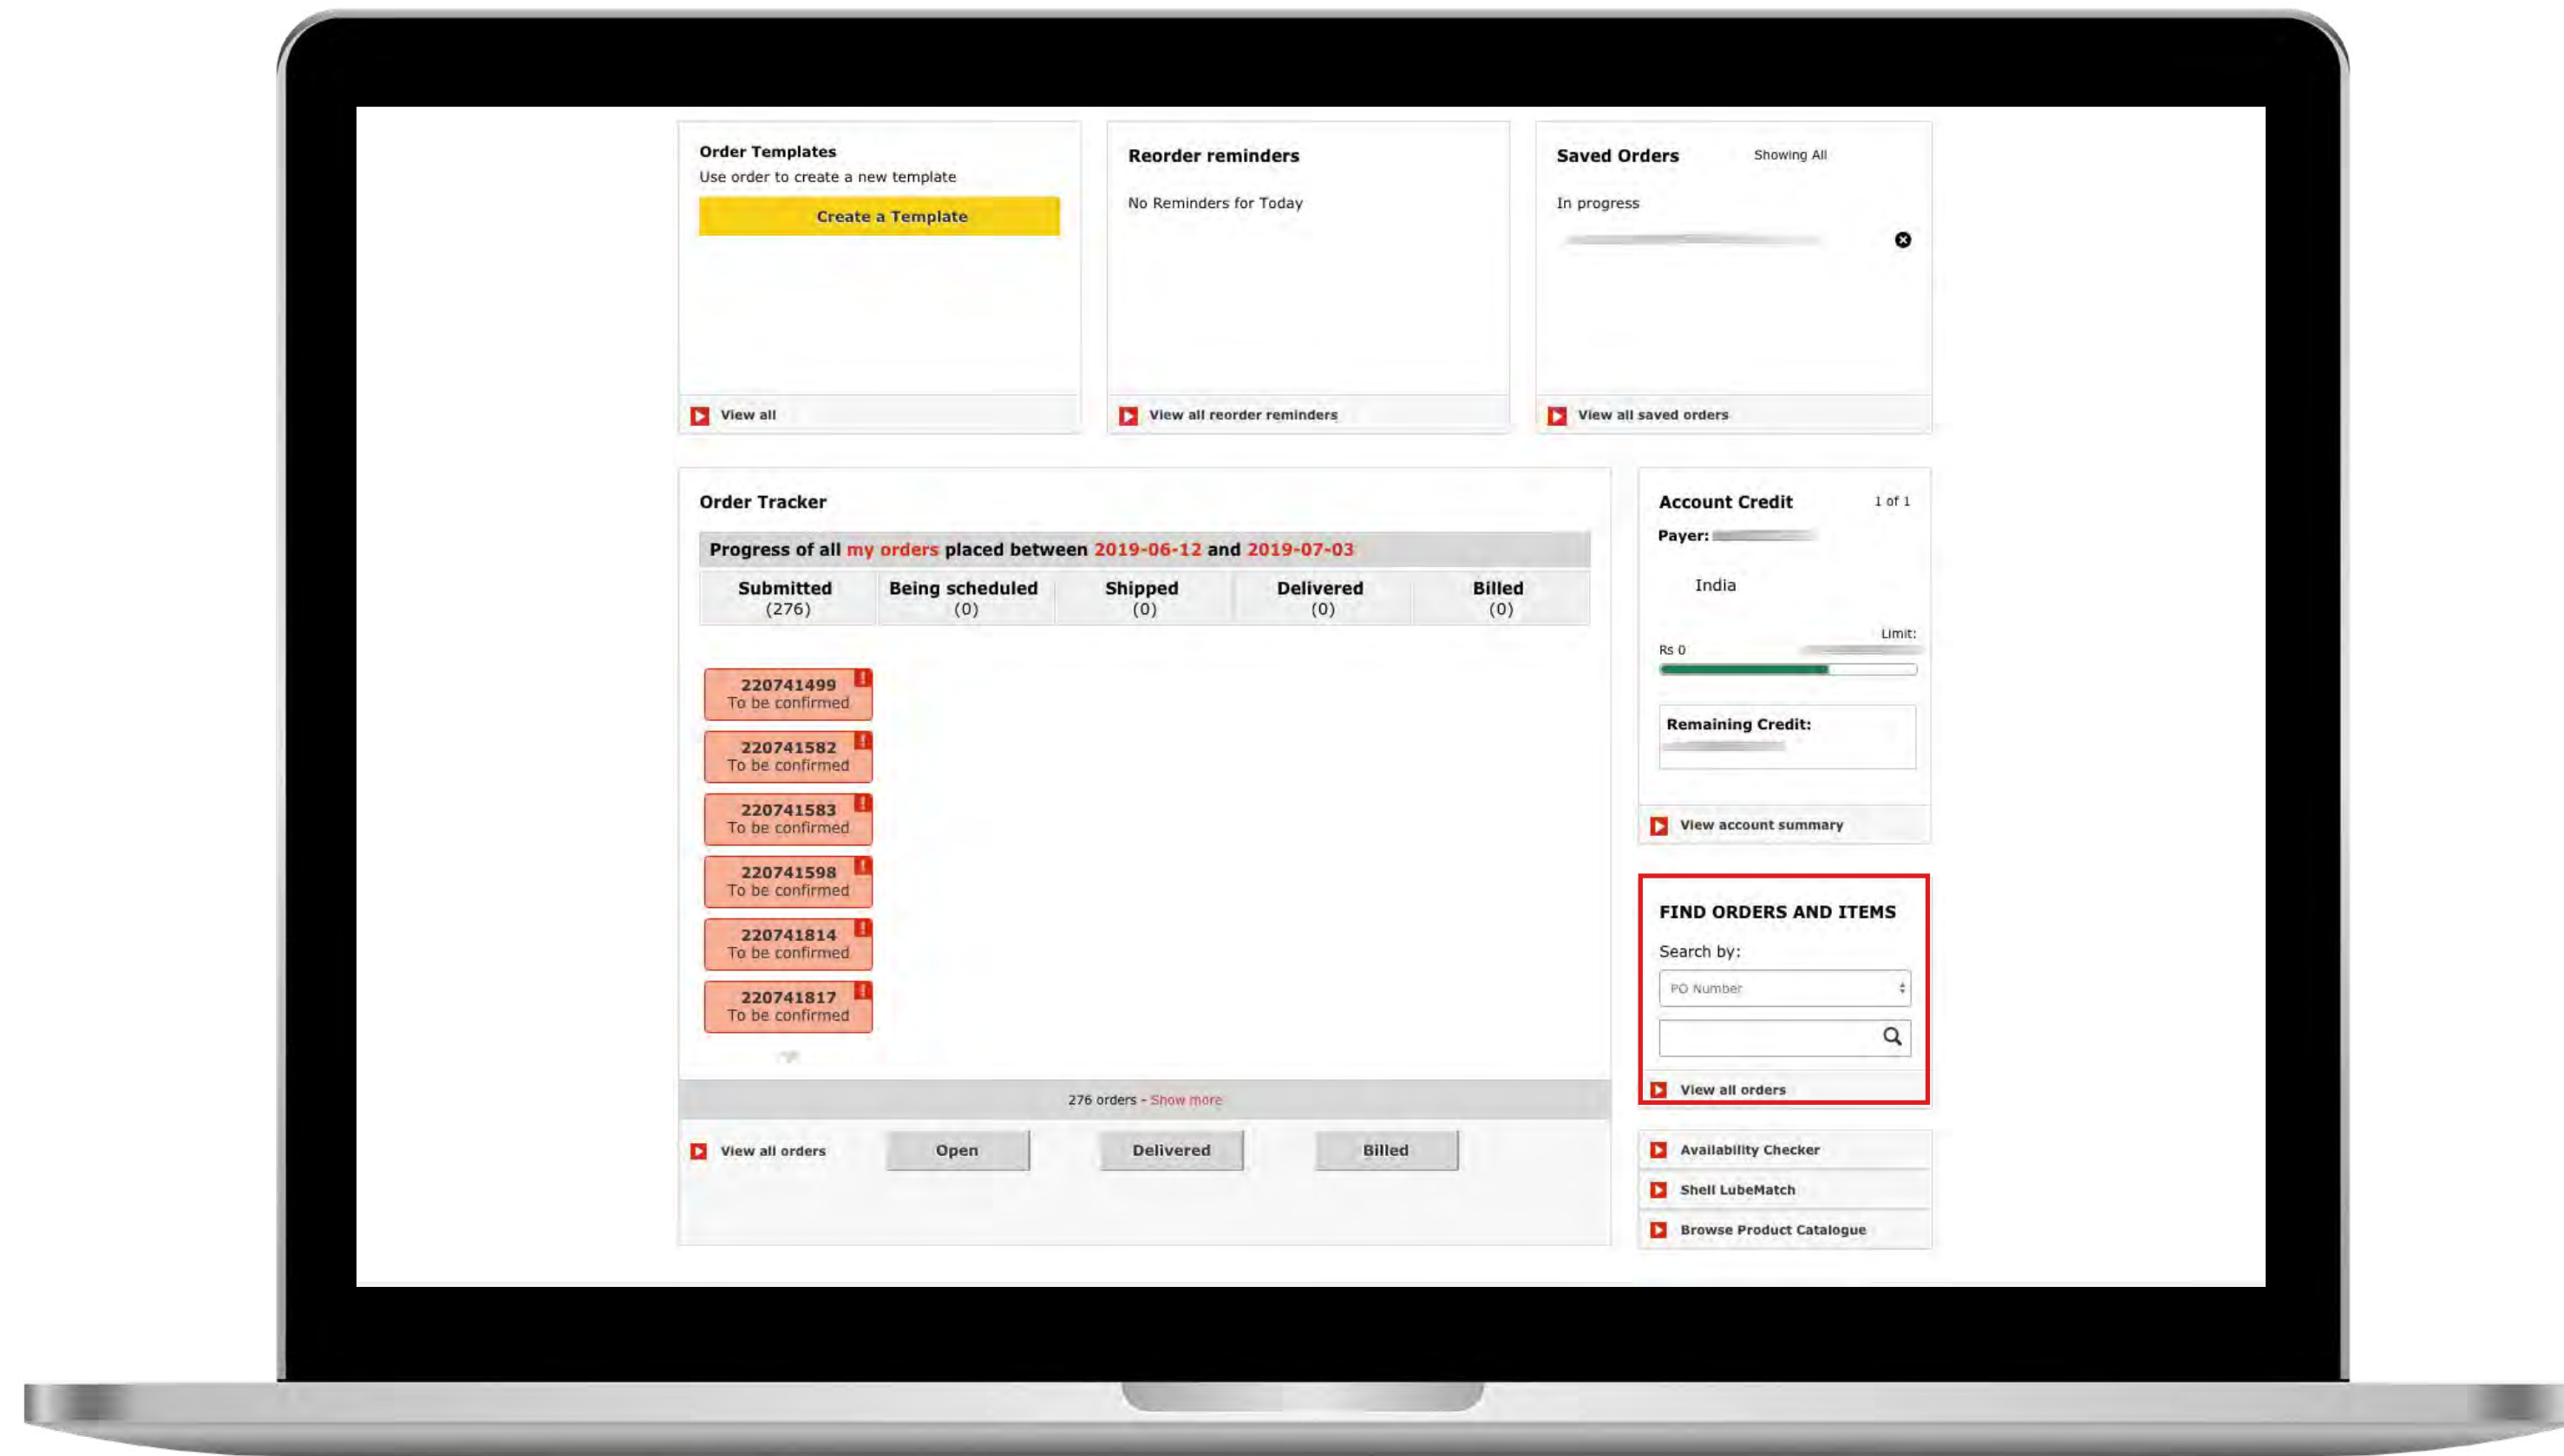 Order Templates
Use order to create a new template
Create a Template
View all
Reorder reminders
No Reminders for Today
View all reorder reminders
Saved Orders Showing All
In progress
View all saved orders
Order Tracker
Progress of all my orders placed between 2019-06-12 and 2019-07-03
Submitted Being scheduled Shipped Delivered Billed
(276) (0) (0) (0) (0)
220741499
To be confirmed
220741582
To be confirmed
220741583
To be confirmed
220741598
To be confirmed
220741814
To be confirmed
220741817
To be confirmed
276 orders - Show more
View all orders Open Delivered Billed
Account Credit 1 of 1
Payer:
India
Limit:
Rs 0
Remaining Credit:
View account summary
FIND ORDERS AND ITEMS
Search by:
PO Number
View all orders
Availability Checker
Shell LubeMatch
Browse Product Catalogue